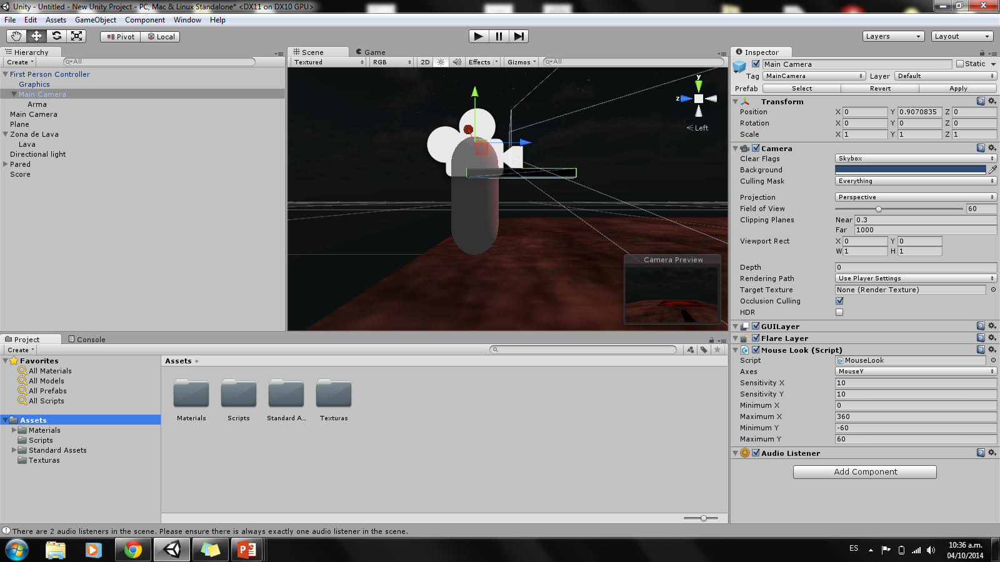 Unity - Untitled - New Unity Project - PC, Mac & Linux Standalone* <DX11 on DX10 GPU>
File Edit Assets GameObject Component Window Help
Pivot Local Layers Layout
Hierarchy
Create All
First Person Controller
Graphics
Main Camera
Arma
Main Camera
Plane
Zona de Lava
Lava
Directional light
Pared
Score
Scene Game
Textured RGB 2D Effects Gizmos All
y
z
Left
Camera Preview
Inspector
Main Camera Static
Tag MainCamera Layer Default
Prefab Select Revert Apply
Transform
Position X 0 Y 0.9070835 Z 0
Rotation X 0 Y 0 Z 0
Scale X 1 Y 1 Z 1
Camera
Clear Flags Skybox
Background
Culling Mask Everything
Projection Perspective
Field of View 60
Clipping Planes Near 0.3
Far 1000
Viewport Rect X 0 Y 0
W 1 H 1
Depth 0
Rendering Path Use Player Settings
Target Texture None (Render Texture)
Occlusion Culling
HDR
GUILayer
Flare Layer
Mouse Look (Script)
Script MouseLook
Axes MouseY
Sensitivity X 10
Sensitivity Y 10
Minimum X 0
Maximum X 360
Minimum Y -60
Maximum Y 60
Audio Listener
Add Component
Project Console
Create
Favorites
All Materials
All Models
All Prefabs
All Scripts
Assets
Materials
Scripts
Standard Assets
Texturas
Assets
Materials Scripts Standard A... Texturas
There are 2 audio listeners in the scene. Please ensure there is always exactly one audio listener in the scene.
ES
10:36 a.m.
04/10/2014